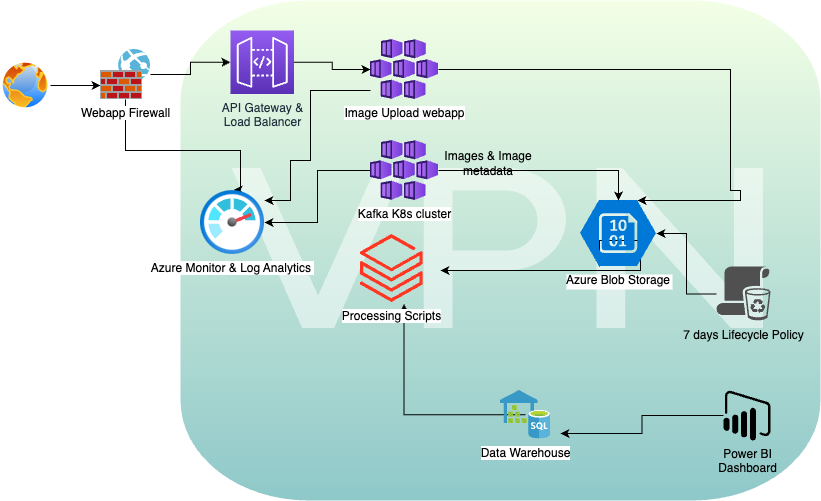 Webapp Firewall
API Gateway &
Load Balancer
Image Upload webapp
VPN
Images & Image
metadata
Kafka K8s cluster
10
01
Azure Monitor & Log Analytics
Azure Blob Storage
Processing Scripts
7 days Lifecycle Policy
SQL
Data Warehouse
Power BI
Dashboard